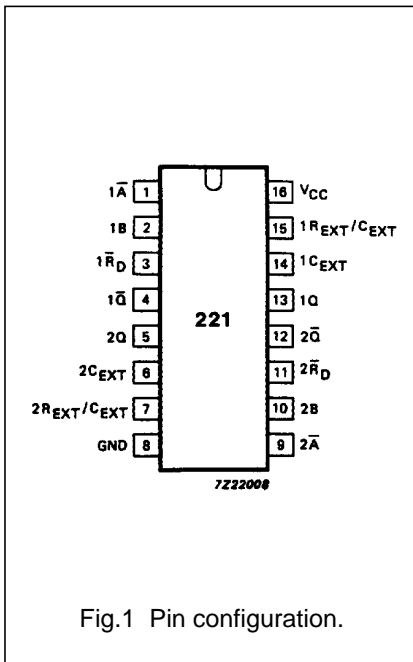 1A̅ 1 16 VCC
1B 2 15 1REXT/CEXT
1R̅D 3 14 1CEXT
1Q̅ 4 13 1Q
221
2Q 5 12 2Q̅
2CEXT 6 11 2R̅D
2REXT/CEXT 7 10 2B
GND 8 9 2A̅
7Z22008
Fig.1 Pin configuration.